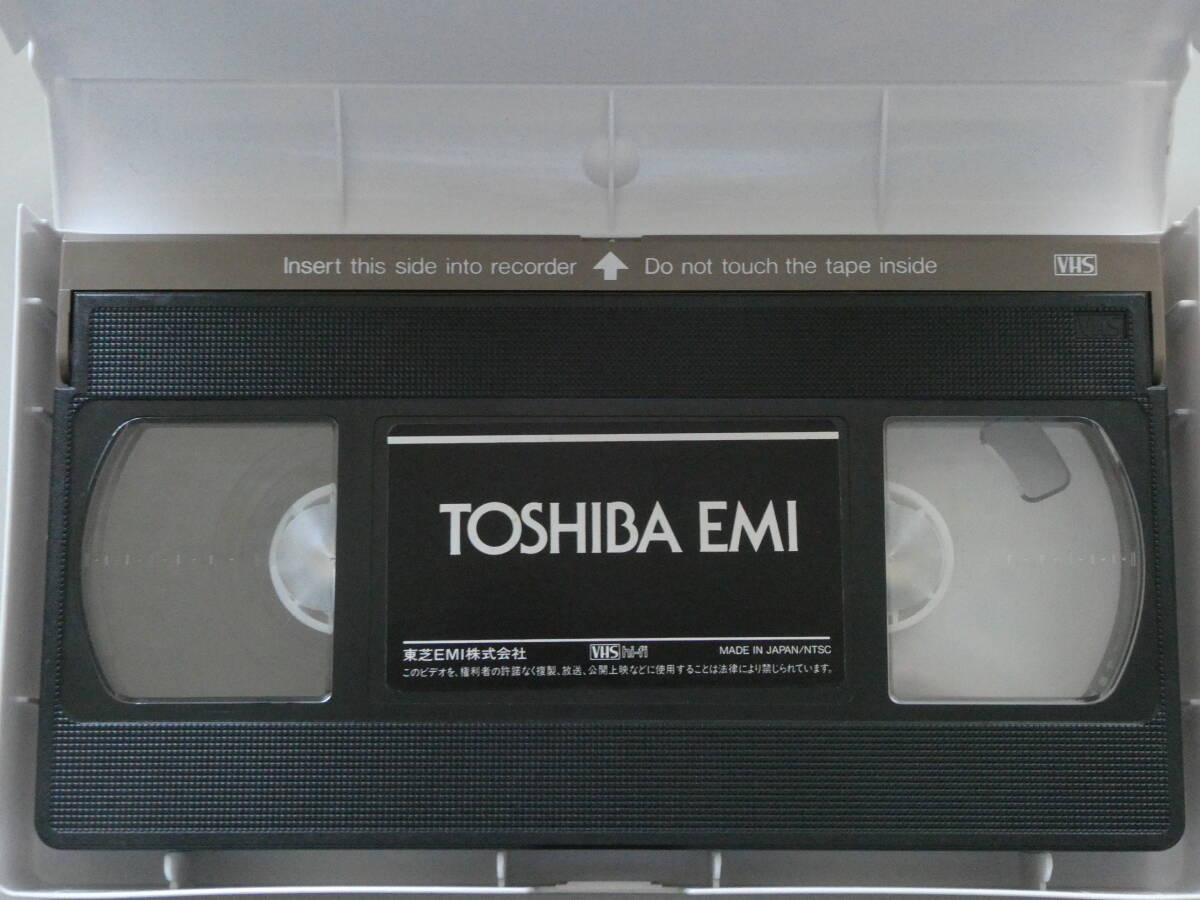 Insert this side into recorder Do not touch the tape inside VHS
VHS
TOSHIBA EMI
東芝EMI株式会社 VHS hi-fi MADE IN JAPAN/NTSC
このビデオを、権利者の許諾なく複製、放送、公開上映などに使用することは法律により禁じられています。